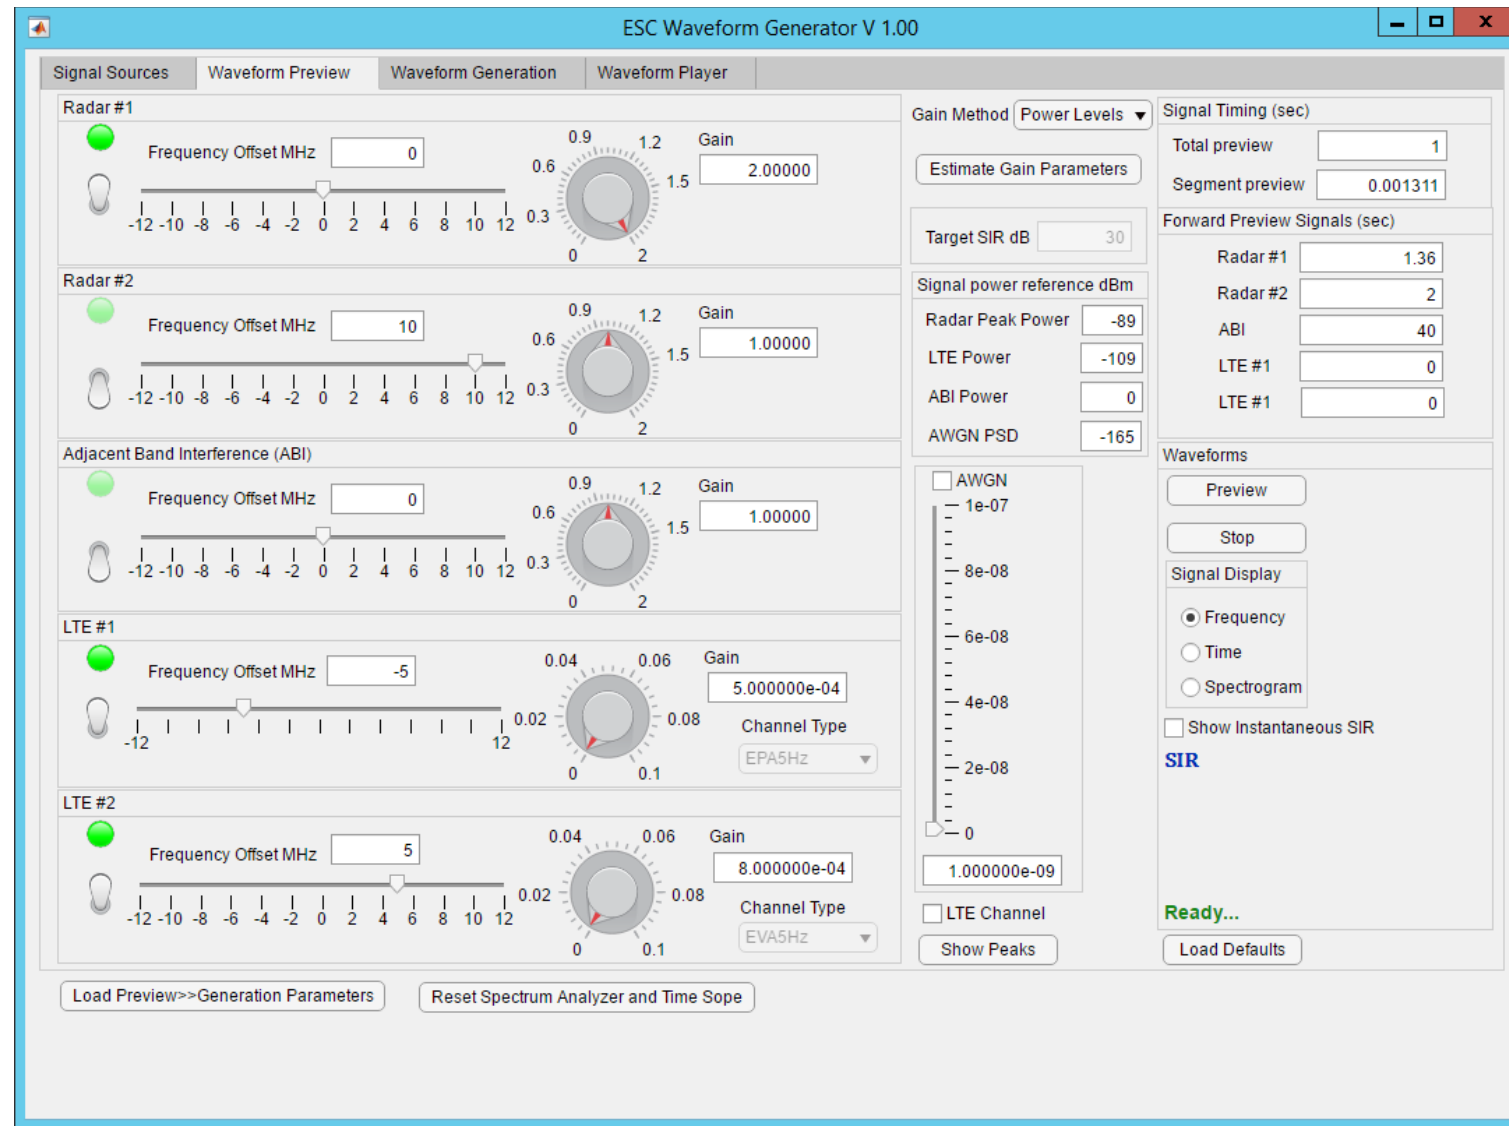 ESC Waveform Generator V 1.00
Signal Sources
Waveform Preview
Waveform Generation
Waveform Player
Radar #1
Frequency Offset MHz 0
-12 -10 -8 -6 -4 -2 0 2 4 6 8 10 12
0 0.3 0.6 0.9 1.2 1.5 2
Gain
2.00000
Radar #2
Frequency Offset MHz 10
-12 -10 -8 -6 -4 -2 0 2 4 6 8 10 12
0 0.3 0.6 0.9 1.2 1.5 2
Gain
1.00000
Adjacent Band Interference (ABI)
Frequency Offset MHz 0
-12 -10 -8 -6 -4 -2 0 2 4 6 8 10 12
0 0.3 0.6 0.9 1.2 1.5 2
Gain
1.00000
LTE #1
Frequency Offset MHz -5
-12 12
0 0.02 0.04 0.06 0.08 0.1
Gain
5.000000e-04
Channel Type
EPA5Hz
LTE #2
Frequency Offset MHz 5
-12 -10 -8 -6 -4 -2 0 2 4 6 8 10 12
0 0.02 0.04 0.06 0.08 0.1
Gain
8.000000e-04
Channel Type
EVA5Hz
Gain Method Power Levels
Estimate Gain Parameters
Target SIR dB 30
Signal power reference dBm
Radar Peak Power -89
LTE Power -109
ABI Power 0
AWGN PSD -165
AWGN
1e-07
8e-08
6e-08
4e-08
2e-08
0
1.000000e-09
LTE Channel
Show Peaks
Signal Timing (sec)
Total preview 1
Segment preview 0.001311
Forward Preview Signals (sec)
Radar #1 1.36
Radar #2 2
ABI 40
LTE #1 0
LTE #1 0
Waveforms
Preview
Stop
Signal Display
Frequency
Time
Spectrogram
Show Instantaneous SIR
SIR
Ready...
Load Defaults
Load Preview>>Generation Parameters
Reset Spectrum Analyzer and Time Sope